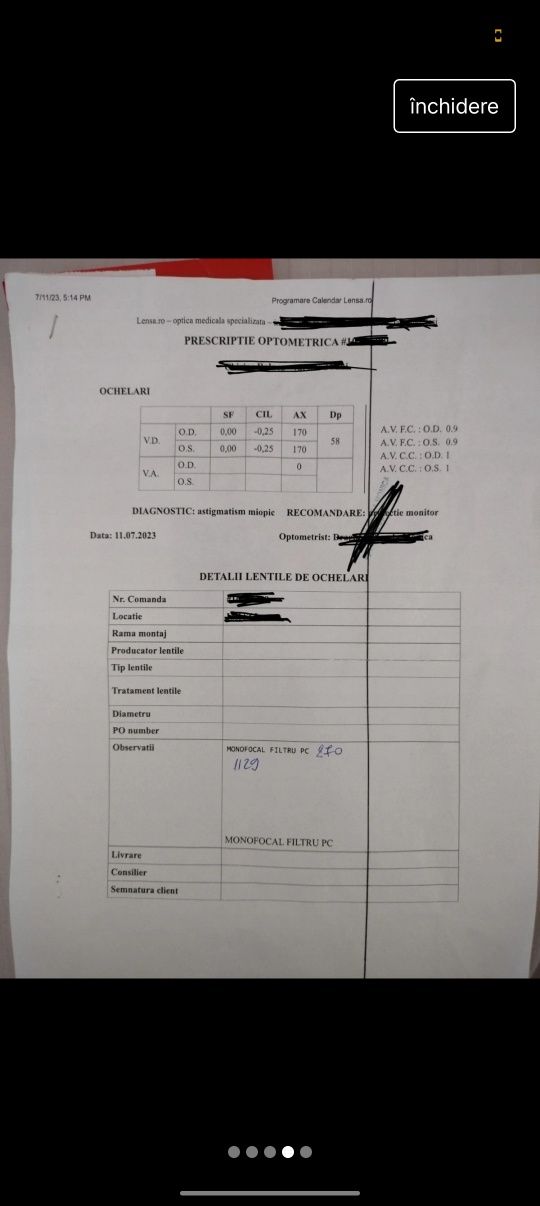 închidere
7/11/23, 5:14 PM
Programare Calendar Lensa.ro
Lensa.ro – optica medicala specializata –
PRESCRIPTIE OPTOMETRICA #
OCHELARI
SF CIL AX Dp
V.D. O.D. 0,00 -0,25 170 58
O.S. 0,00 -0,25 170
V.A. O.D. 0
O.S.
A.V. F.C. : O.D. 0.9
A.V. F.C. : O.S. 0.9
A.V. C.C. : O.D. 1
A.V. C.C. : O.S. 1
DIAGNOSTIC: astigmatism miopic RECOMANDARE: monitor
Data: 11.07.2023
Optometrist:
DETALII LENTILE DE OCHELARI
Nr. Comanda
Locatie
Rama montaj
Producator lentile
Tip lentile
Tratament lentile
Diametru
PO number
Observatii
MONOFOCAL FILTRU PC 270
1129
MONOFOCAL FILTRU PC
Livrare
Consilier
Semnatura client